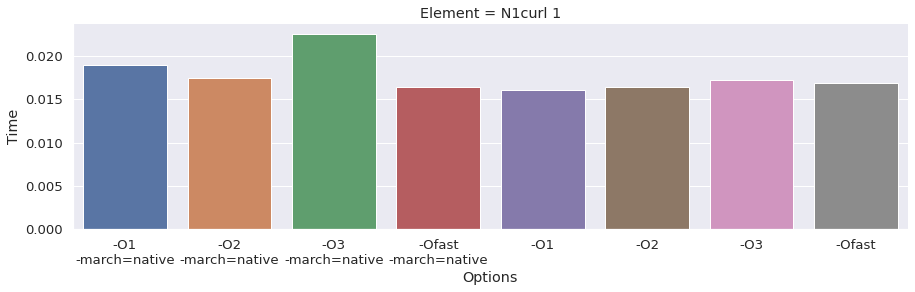 Element = N1curl 1
Time
0.020
0.015
0.010
0.005
0.000
-O1
-march=native
-O2
-march=native
-O3
-march=native
-Ofast
-march=native
-O1
-O2
-O3
-Ofast
Options